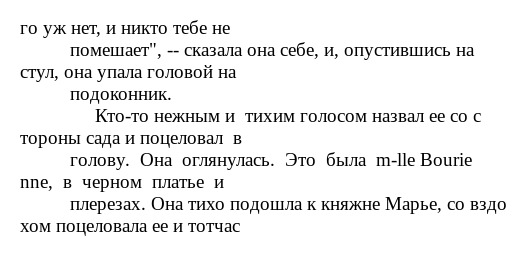 го уж нет, и никто тебе не
помешает", -- сказала она себе, и, опустившись на
стул, она упала головой на
подоконник.
Кто-то нежным и  тихим голосом назвал ее со с
тороны сада и поцеловал  в
голову.  Она  оглянулась.  Это  была  m-lle Bourie
nne,  в  черном  платье  и
плерезах. Она тихо подошла к княжне Марье, со вздо
хом поцеловала ее и тотчас